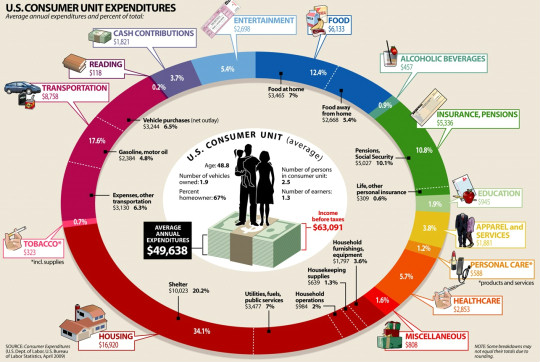 U.S. CONSUMER UNIT EXPENDITURES
Average annual expenditures and percent of total:
CASH CONTRIBUTIONS
$1,821
3.7%
ENTERTAINMENT
$2,698
5.4%
FOOD
$6,133
12.4%
Food at home
$3,465 7%
Food away
from home
$2,668 5.4%
ALCOHOLIC BEVERAGES
$457
0.9%
INSURANCE, PENSIONS
$5,336
10.8%
Pensions,
Social Security
$5,027 10.1%
Life, other
personal insurance
$309 0.6%
EDUCATION
$945
1.9%
APPAREL and
SERVICES
$1,881
3.8%
PERSONAL CARE*
$588
*products and services
1.2%
HEALTHCARE
$2,853
5.7%
MISCELLANEOUS
$808
1.6%
HOUSING
$16,920
34.1%
Shelter
$10,023 20.2%
Utilities, fuels,
public services
$3,477 7%
Household
operations
$984 2%
Housekeeping
supplies
$639 1.3%
Household
furnishings,
equipment
$1,797 3.6%
TOBACCO*
$323
*incl. supplies
0.7%
TRANSPORTATION
$8,758
17.6%
Vehicle purchases (net outlay)
$3,244 6.5%
Gasoline, motor oil
$2,384 4.8%
Expenses, other
transportation
$3,130 6.3%
READING
$118
0.2%
U.S. CONSUMER UNIT (average)
Age: 48.8
Number of vehicles
owned: 1.9
Percent
homeowner: 67%
Number of persons
in consumer unit:
2.5
Number of earners:
1.3
Income
before taxes
$63,091
AVERAGE
ANNUAL
EXPENDITURES
$49,638
SOURCE: Consumer Expenditures
(U.S. Dept. of Labor, U.S. Bureau
of Labor Statistics, April 2009)
NOTE: Some breakdowns may
not equal their totals due to
rounding.